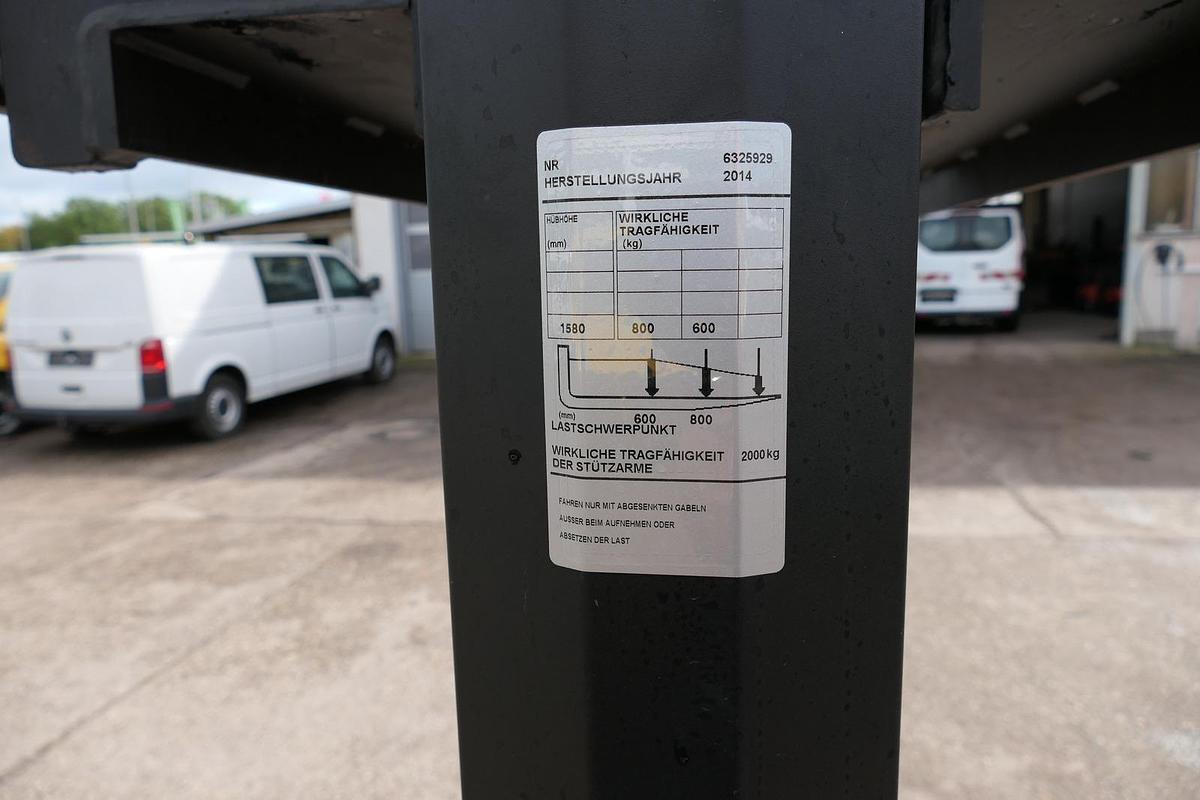 NR 6325929
HERSTELLUNGSJAHR 2014
HÜBHÖHE
(mm)
WIRKLICHE
TRAGFÄHIGKEIT
(kg)
1580 800 600
(mm) 600 800
LASTSCHWERPUNKT
WIRKLICHE TRAGFÄHIGKEIT 2000 kg
DER STÜTZARME
FAHREN NUR MIT ABGESENKTEN GABELN
AUSSER BEIM AUFNEHMEN ODER
ABSETZEN DER LAST